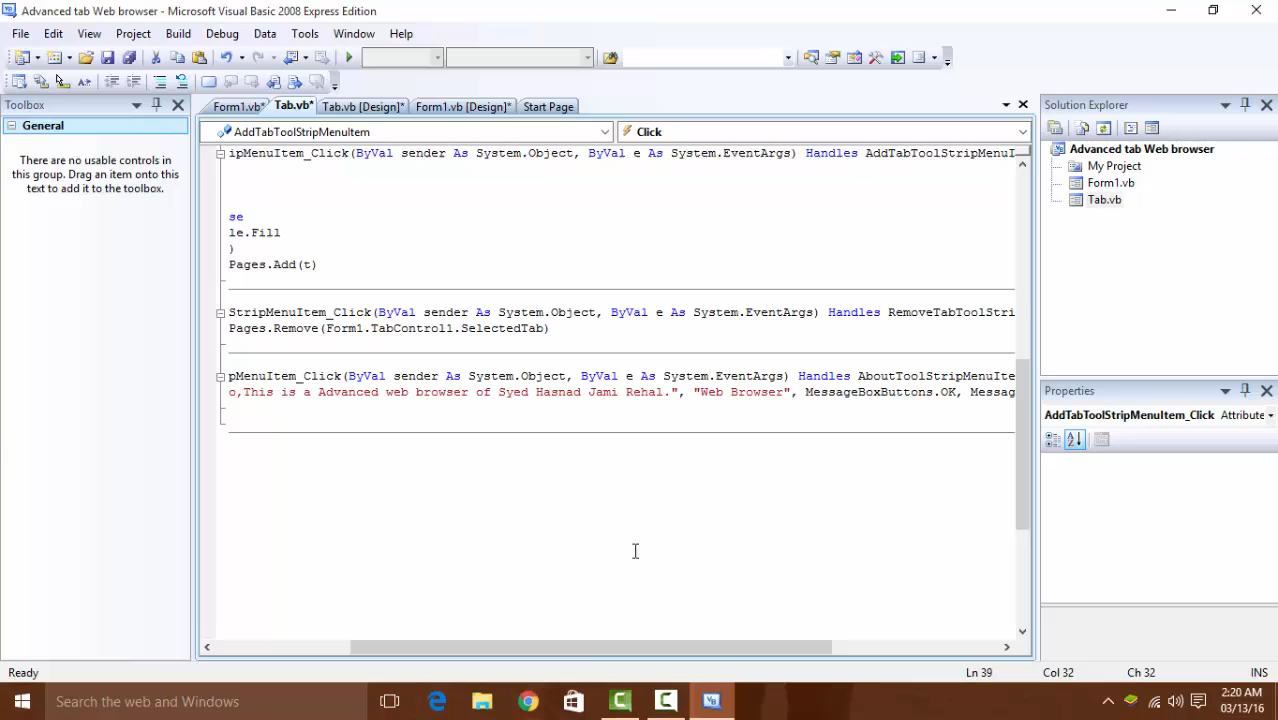 Advanced tab Web browser - Microsoft Visual Basic 2008 Express Edition
File Edit View Project Build Debug Data Tools Window Help
Toolbox
General
There are no usable controls in
this group. Drag an item onto this
text to add it to the toolbox.
Form1.vb* Tab.vb* Tab.vb [Design]* Form1.vb [Design]* Start Page
AddTabToolStripMenuItem Click
ipMenuItem_Click(ByVal sender As System.Object, ByVal e As System.EventArgs) Handles AddTabToolStripMenuI
se
le.Fill
)
Pages.Add(t)
StripMenuItem_Click(ByVal sender As System.Object, ByVal e As System.EventArgs) Handles RemoveTabToolStri
Pages.Remove(Form1.TabControl1.SelectedTab)
pMenuItem_Click(ByVal sender As System.Object, ByVal e As System.EventArgs) Handles AboutToolStripMenuIte
o,This is a Advanced web browser of Syed Hasnad Jami Rehal.", "Web Browser", MessageBoxButtons.OK, Messag
Solution Explorer
Advanced tab Web browser
My Project
Form1.vb
Tab.vb
Properties
AddTabToolStripMenuItem_Click Attribute
Ready Ln 39 Col 32 Ch 32 INS
Search the web and Windows
2:20 AM
03/13/16